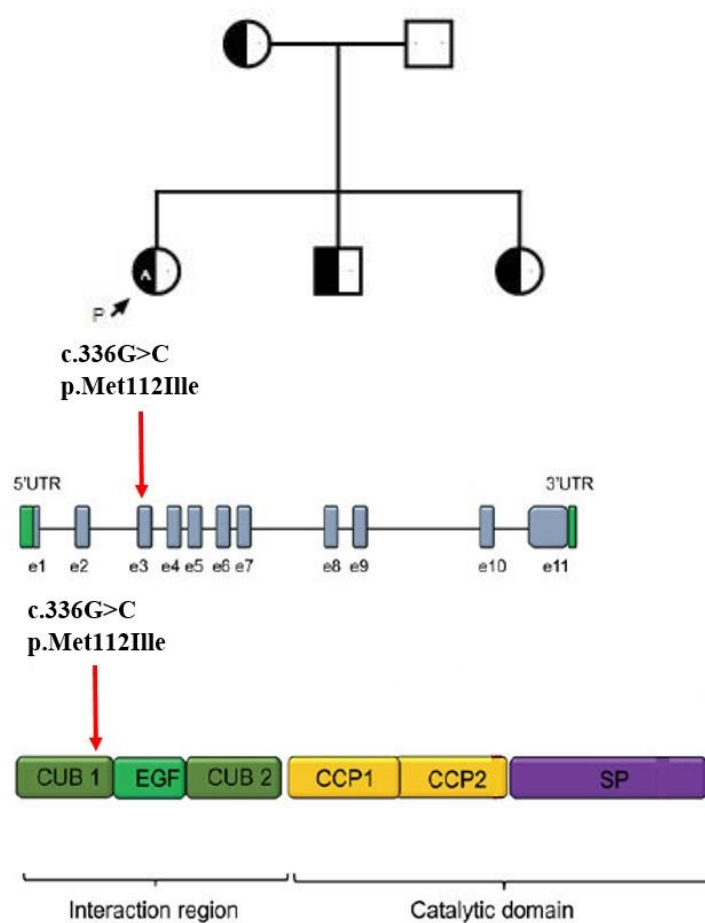 A
P
c.336G>C
p.Met112Ille
5'UTR
3'UTR
e1 e2 e3 e4 e5 e6 e7 e8 e9 e10 e11
c.336G>C
p.Met112Ille
CUB 1 EGF CUB 2 CCP1 CCP2 SP
Interaction region Catalytic domain